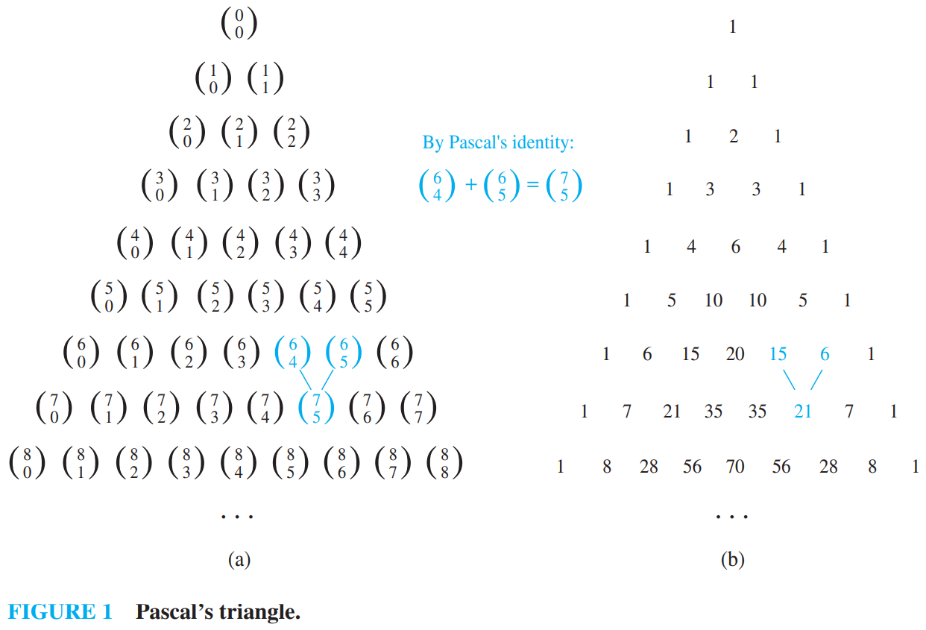 (0 0)
(1 0) (1 1)
(2 0) (2 1) (2 2)
(3 0) (3 1) (3 2) (3 3)
(4 0) (4 1) (4 2) (4 3) (4 4)
(5 0) (5 1) (5 2) (5 3) (5 4) (5 5)
(6 0) (6 1) (6 2) (6 3) (6 4) (6 5) (6 6)
(7 0) (7 1) (7 2) (7 3) (7 4) (7 5) (7 6) (7 7)
(8 0) (8 1) (8 2) (8 3) (8 4) (8 5) (8 6) (8 7) (8 8)
. . .
(a)
By Pascal's identity:
(6 4) + (6 5) = (7 5)
1
1 1
1 2 1
1 3 3 1
1 4 6 4 1
1 5 10 10 5 1
1 6 15 20 15 6 1
1 7 21 35 35 21 7 1
1 8 28 56 70 56 28 8 1
. . .
(b)
FIGURE 1 Pascal's triangle.